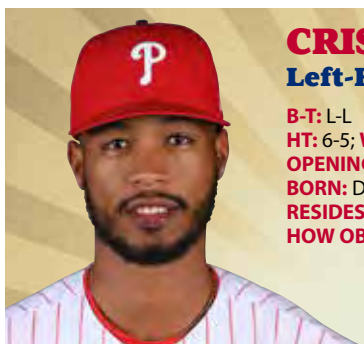 CRIS
Left-
B-T: L-L
HT: 6-5;
OPENING
BORN: D
RESIDES
HOW OB
P